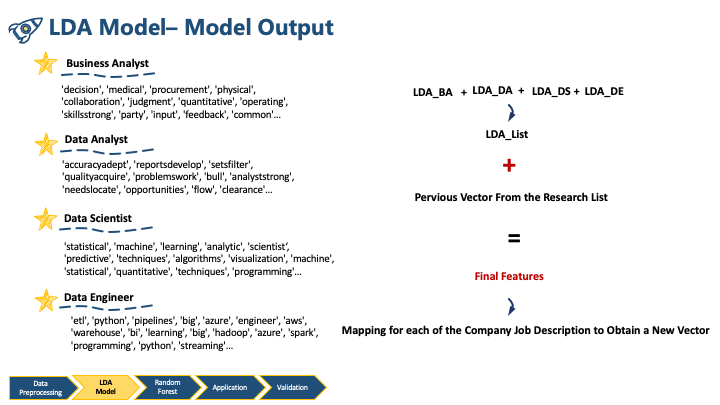 LDA Model– Model Output
Business Analyst
'decision', 'medical', 'procurement', 'physical',
'collaboration', 'judgment', 'quantitative', 'operating',
'skillsstrong', 'party', 'input', 'feedback', 'common'...
Data Analyst
'accuracyadept', 'reportsdevelop', 'setsfilter',
'qualityacquire', 'problemswork', 'bull', 'analyststrong',
'needslocate', 'opportunities', 'flow', 'clearance'...
Data Scientist
'statistical', 'machine', 'learning', 'analytic', 'scientist',
'predictive', 'techniques', 'algorithms', 'visualization', 'machine',
'statistical', 'quantitative', 'techniques', 'programming'...
Data Engineer
'etl', 'python', 'pipelines', 'big', 'azure', 'engineer', 'aws',
'warehouse', 'bi', 'learning', 'big', 'hadoop', 'azure', 'spark',
'programming', 'python', 'streaming'...
LDA_BA + LDA_DA + LDA_DS + LDA_DE
LDA_List
+
Pervious Vector From the Research List
=
Final Features
Mapping for each of the Company Job Description to Obtain a New Vector
Data
Preprocessing
LDA
Model
Random
Forest
Application
Validation